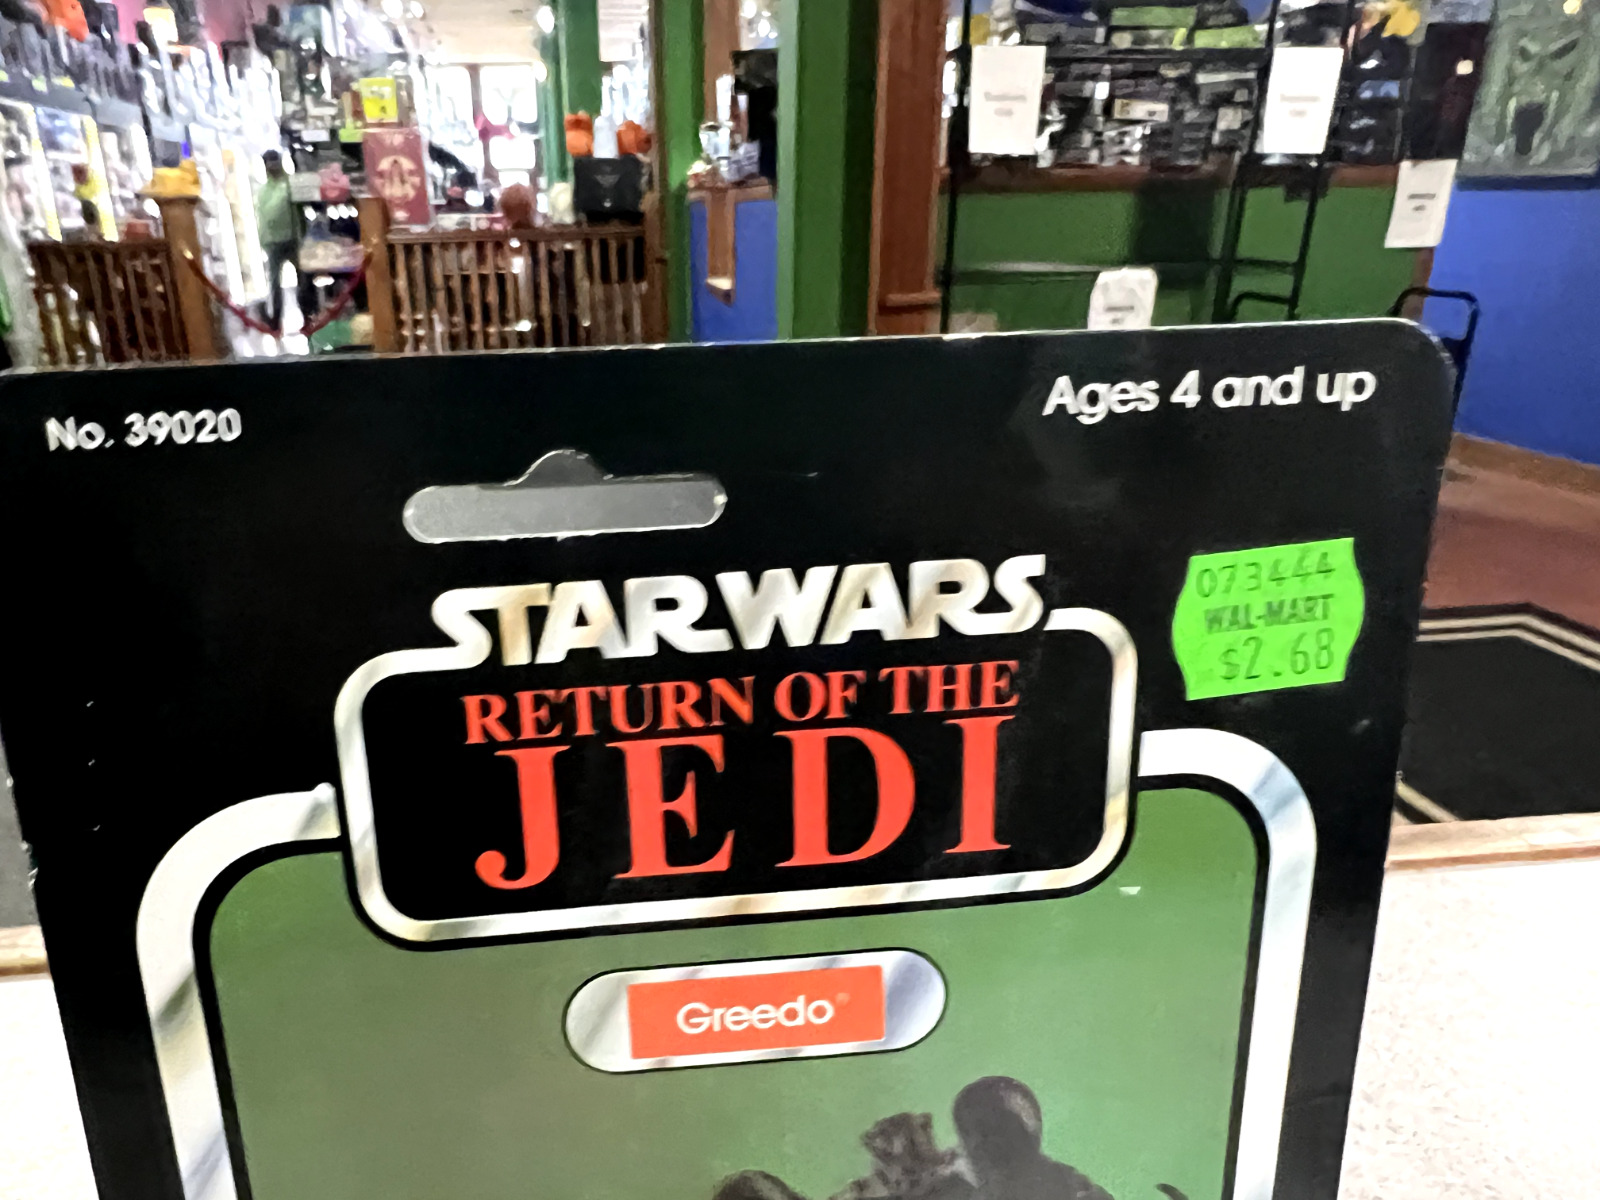 No. 39020
Ages 4 and up
STAR WARS
RETURN OF THE
JEDI
073444
WAL-MART
$2.68
Greedo